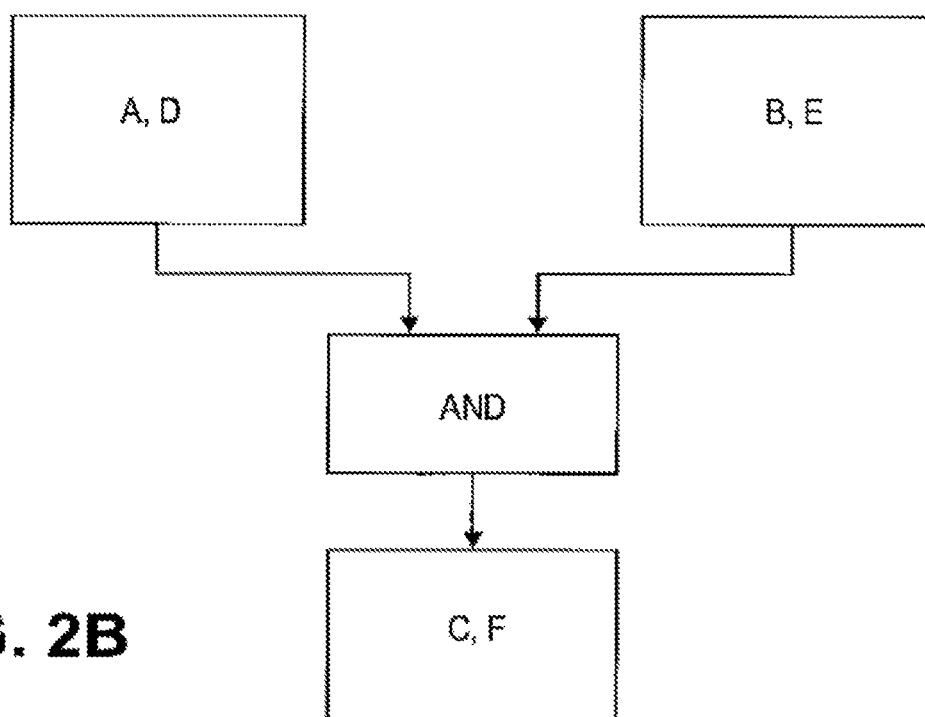 A, D
B, E
AND
C, F
. 2B